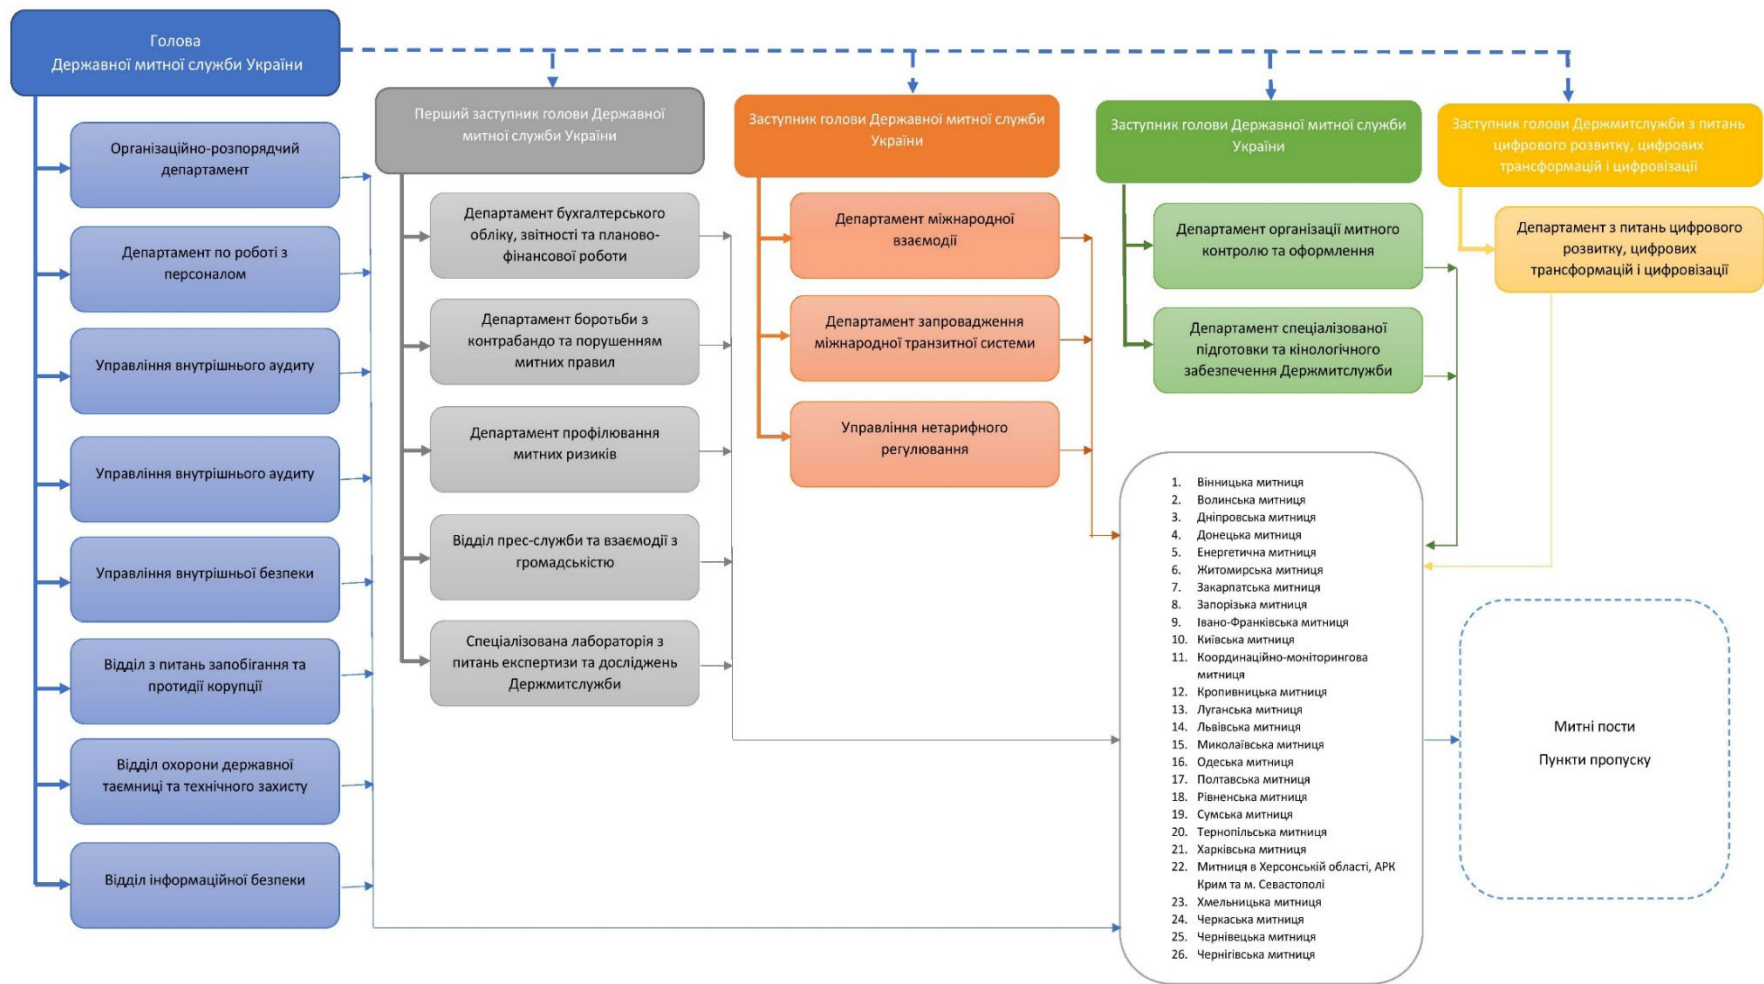 Голова
Державної митної служби України
Організаційно-розпорядчий
департамент
Департамент по роботі з
персоналом
Управління внутрішнього аудиту
Управління внутрішнього аудиту
Управління внутрішньої безпеки
Відділ з питань запобігання та
протидії корупції
Відділ охорони державної
таємниці та технічного захисту
Відділ інформаційної безпеки
Перший заступник голови Державної
митної служби України
Департамент бухгалтерського
обліку, звітності та планово-
фінансової роботи
Департамент боротьби з
контрабандо та порушенням
митних правил
Департамент профілювання
митних ризиків
Відділ прес-служби та взаємодії з
громадськістю
Спеціалізована лабораторія з
питань експертизи та досліджень
Держмитслужби
Заступник голови Державної митної служби
України
Департамент міжнародної
взаємодії
Департамент запровадження
міжнародної транзитної системи
Управління нетарифного
регулювання
Заступник голови Державної митної служби
України
Департамент організації митного
контролю та оформлення
Департамент спеціалізованої
підготовки та кінологічного
забезпечення Держмитслужби
Заступник голови Держмитслужби з питань
цифрового розвитку, цифрових
трансформацій і цифровізації
Департамент з питань цифрового
розвитку, цифрових
трансформацій і цифровізації
1. Вінницька митниця
2. Волинська митниця
3. Дніпровська митниця
4. Донецька митниця
5. Енергетична митниця
6. Житомирська митниця
7. Закарпатська митниця
8. Запорізька митниця
9. Івано-Франківська митниця
10. Київська митниця
11. Координаційно-моніторингова
митниця
12. Кропивницька митниця
13. Луганська митниця
14. Львівська митниця
15. Миколаївська митниця
16. Одеська митниця
17. Полтавська митниця
18. Рівненська митниця
19. Сумська митниця
20. Тернопільська митниця
21. Харківська митниця
22. Митниця в Херсонській області, АРК
Крим та м. Севастополі
23. Хмельницька митниця
24. Черкаська митниця
25. Чернівецька митниця
26. Чернігівська митниця
Митні пости
Пункти пропуску